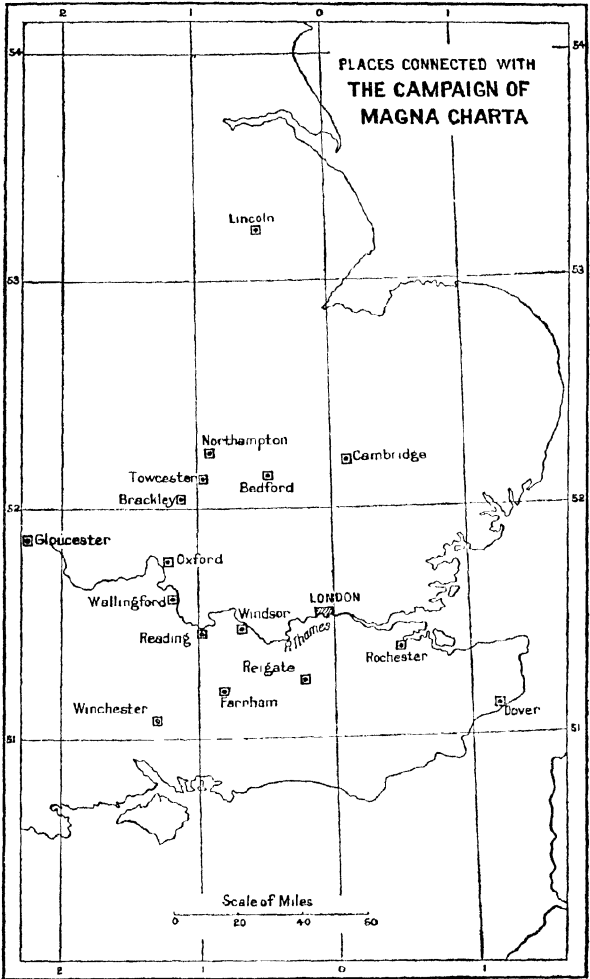 2 1 0 1
54 54
PLACES CONNECTED WITH
THE CAMPAIGN OF
MAGNA CHARTA
Lincoln
53 53
Northampton
Cambridge
Towcester
Bedford
Brackley
52 52
Gloucester
Oxford
Wallingford
LONDON
Windsor
R. Thames
Reading
Rochester
Reigate
Farnham
Winchester
Dover
51 51
Scale of Miles
0 20 40 60
2 1 0 1